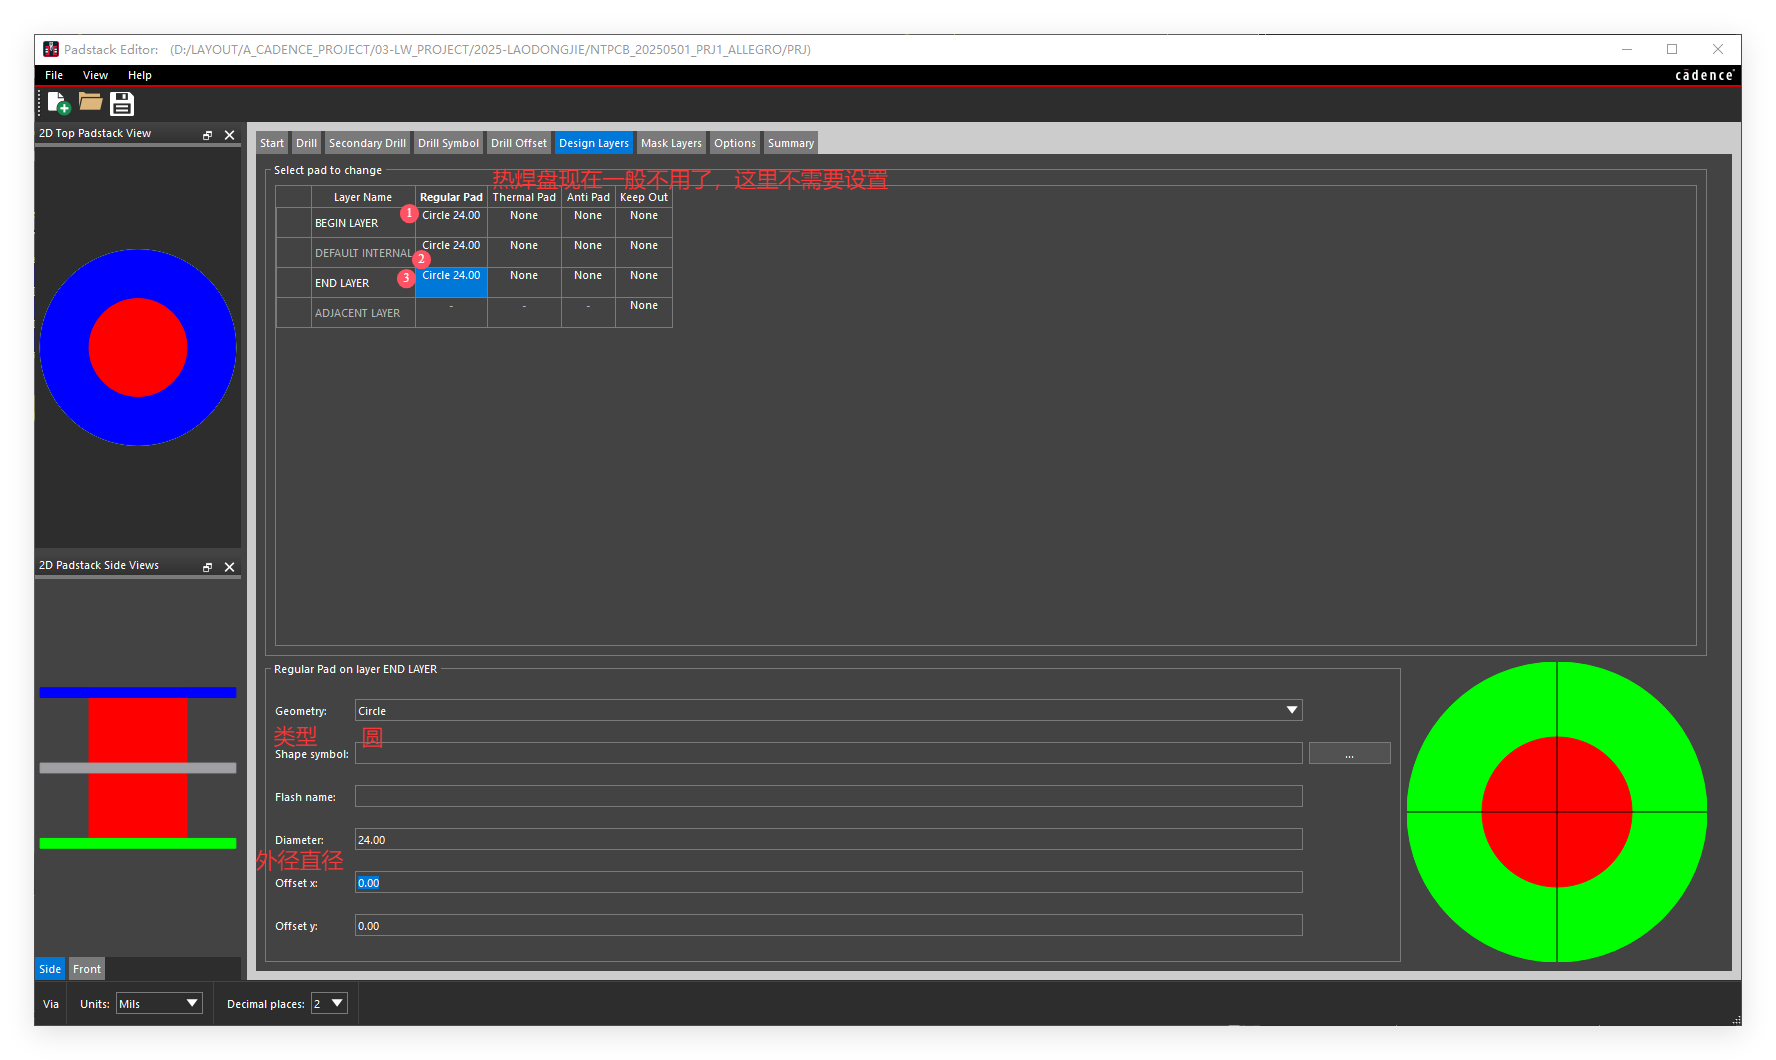 Padstack Editor: (D:/LAYOUT/A_CADENCE_PROJECT/03-LW_PROJECT/2025-LAODONGJIE/NTPCB_20250501_PRJ1_ALLEGRO/PRJ)
File View Help
cādence
2D Top Padstack View
Start Drill Secondary Drill Drill Symbol Drill Offset Design Layers Mask Layers Options Summary
Select pad to change
热焊盘现在一般不用了，这里不需要设置
Layer Name Regular Pad Thermal Pad Anti Pad Keep Out
BEGIN LAYER 1 Circle 24.00 None None None
DEFAULT INTERNAL 2 Circle 24.00 None None None
END LAYER 3 Circle 24.00 None None None
ADJACENT LAYER - - - None
2D Padstack Side Views
Regular Pad on layer END LAYER
Geometry: Circle
类型 圆
Shape symbol: ...
Flash name:
Diameter: 24.00
外径直径
Offset x: 0.00
Offset y: 0.00
Side Front
Via Units: Mils Decimal places: 2